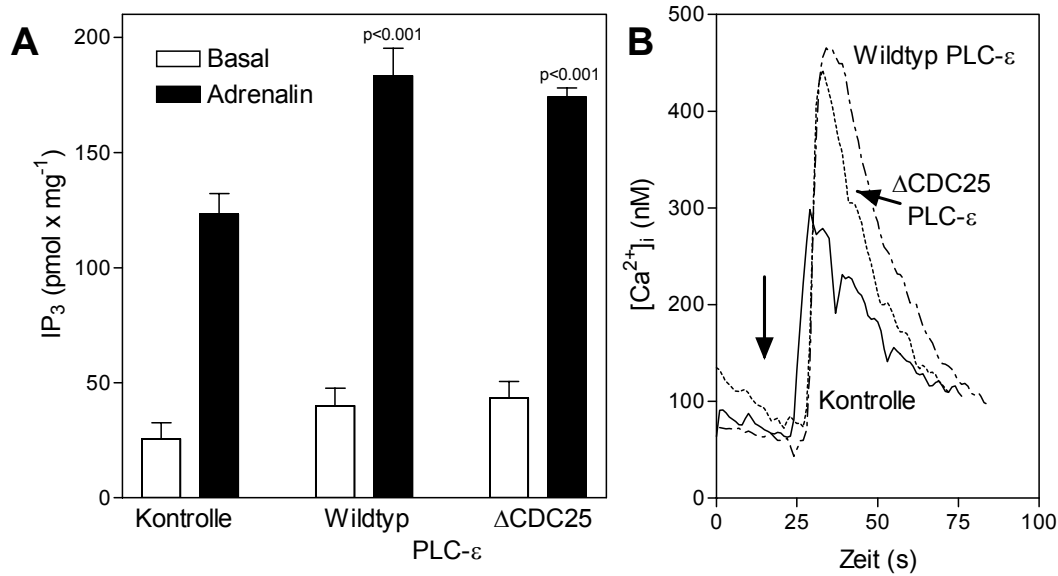 A
Basal
Adrenalin
p<0.001
p<0.001
200
150
100
50
0
IP₃ (pmol x mg⁻¹)
Kontrolle
Wildtyp
ΔCDC25
PLC-ε
B
500
400
300
200
100
0
[Ca²⁺]ᵢ (nM)
Wildtyp PLC-ε
ΔCDC25
PLC-ε
Kontrolle
0
25
50
75
100
Zeit (s)